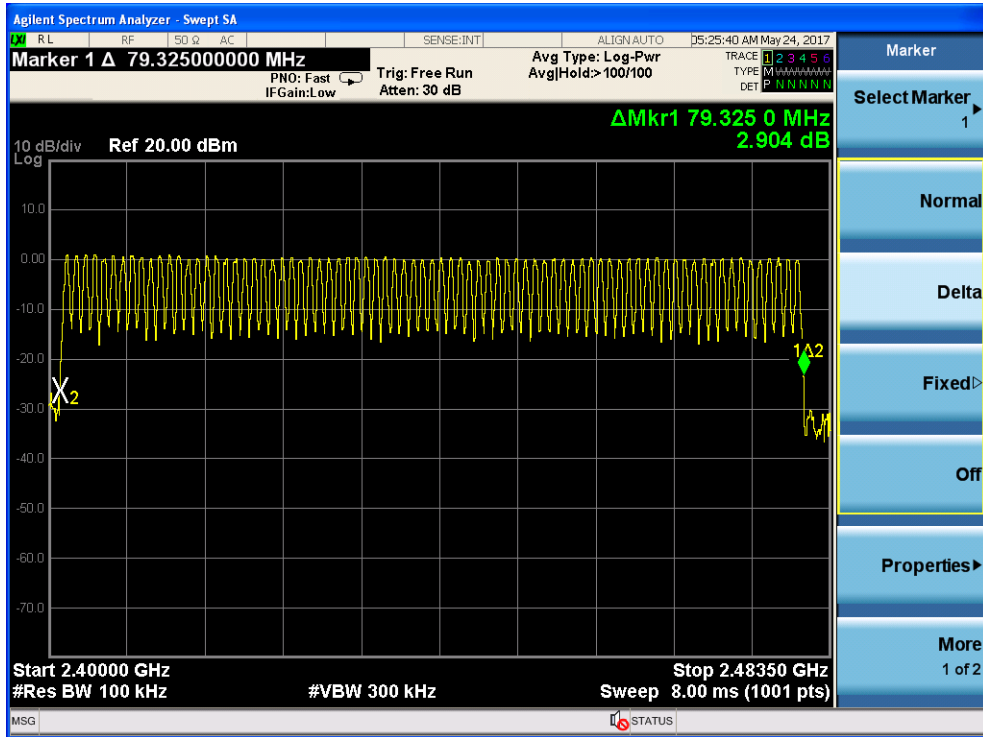 Agilent Spectrum Analyzer - Swept SA
LXI RL RF 50 Ω AC SENSE:INT ALIGNAUTO 05:25:40 AM May 24, 2017
Marker 1 Δ 79.325000000 MHz
PNO: Fast
IFGain:Low
Trig: Free Run
Atten: 30 dB
Avg Type: Log-Pwr
Avg|Hold:> 100/100
TRACE 1 2 3 4 5 6
TYPE M
DET P N N N N N
ΔMkr1 79.325 0 MHz
2.904 dB
10 dB/div Ref 20.00 dBm
Log
10.0
0.00
-10.0
-20.0
-30.0
-40.0
-50.0
-60.0
-70.0
1Δ2
X2
Start 2.40000 GHz Stop 2.48350 GHz
#Res BW 100 kHz #VBW 300 kHz Sweep 8.00 ms (1001 pts)
MSG STATUS
Marker
Select Marker
1
Normal
Delta
Fixed
Off
Properties
More
1 of 2